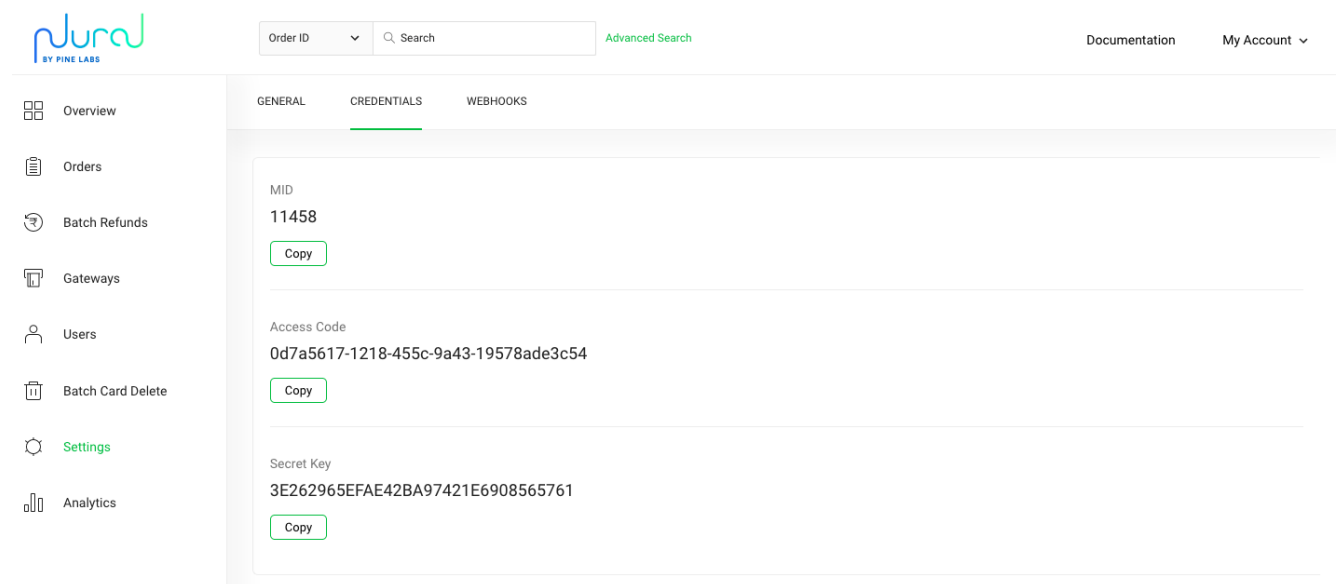 plural
BY PINE LABS
Order ID
Search
Advanced Search
Documentation
My Account
GENERAL
CREDENTIALS
WEBHOOKS
Overview
Orders
Batch Refunds
Gateways
Users
Batch Card Delete
Settings
Analytics
MID
11458
Copy
Access Code
0d7a5617-1218-455c-9a43-19578ade3c54
Copy
Secret Key
3E262965EFAE42BA97421E6908565761
Copy